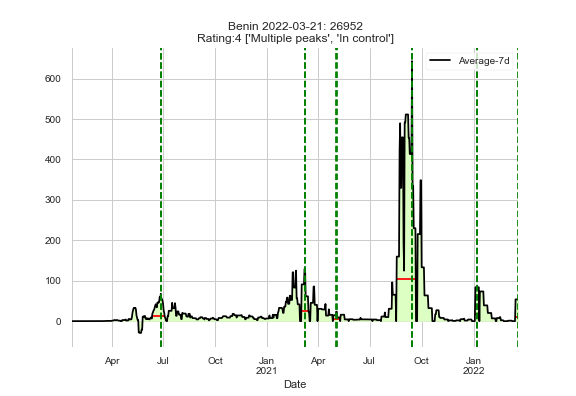 Benin 2022-03-21: 26952
Rating:4 ['Multiple peaks', 'In control']
Average-7d
600
500
400
300
200
100
0
Apr Jul Oct Jan Apr Jul Oct Jan
2021 2022
Date